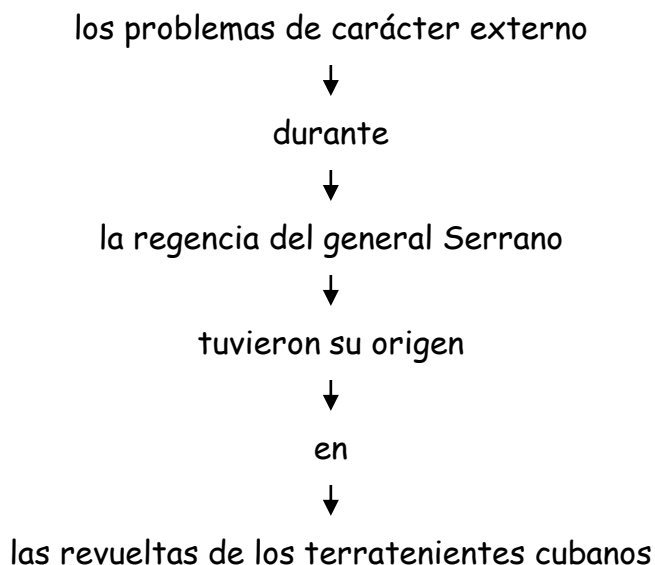 los problemas de carácter externo
durante
la regencia del general Serrano
tuvieron su origen
en
las revueltas de los terratenientes cubanos